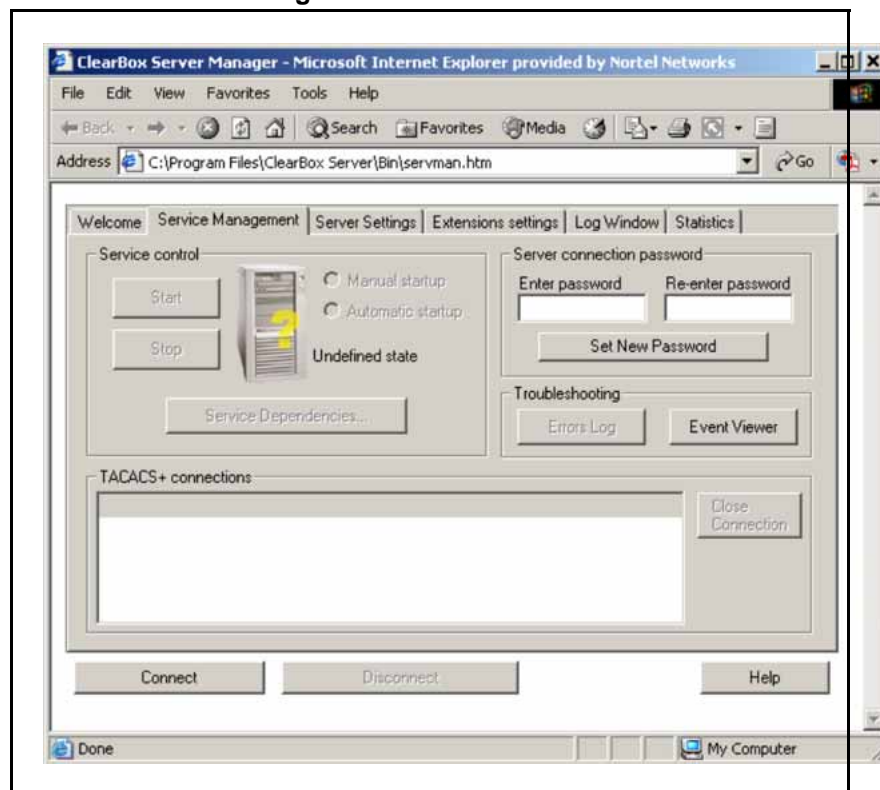 ClearBox Server Manager - Microsoft Internet Explorer provided by Nortel Networks
File Edit View Favorites Tools Help
Back Search Favorites Media
Address C:\Program Files\ClearBox Server\Bin\servman.htm Go
Welcome Service Management Server Settings Extensions settings Log Window Statistics
Service control
Start
Stop
Manual startup
Automatic startup
Undefined state
Service Dependencies...
Server connection password
Enter password Re-enter password
Set New Password
Troubleshooting
Errors Log Event Viewer
TACACS+ connections
Close
Connection
Connect Disconnect Help
Done My Computer